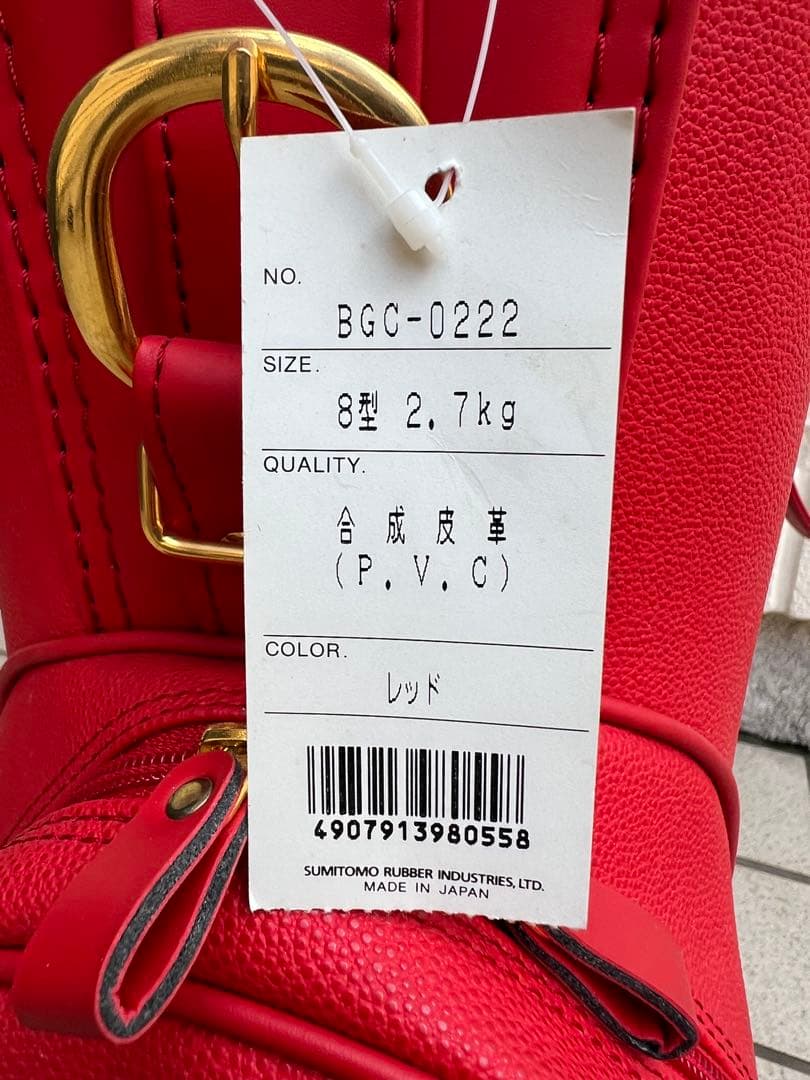 NO.
BGC-0222
SIZE.
8型 2.7kg
QUALITY.
合成皮革
(P.V.C)
COLOR.
レッド
4907913980558
SUMITOMO RUBBER INDUSTRIES, LTD.
MADE IN JAPAN